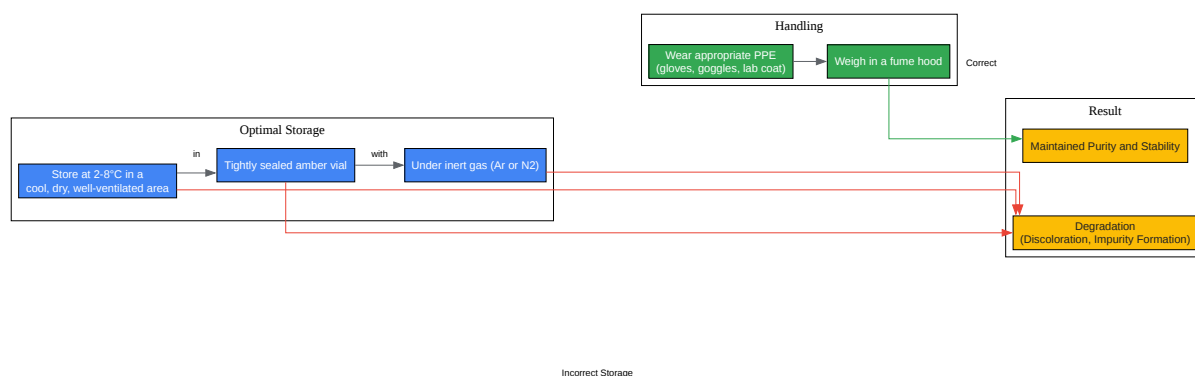 Handling
Wear appropriate PPE
(gloves, goggles, lab coat)
Weigh in a fume hood
Correct
Optimal Storage
Store at 2-8°C in a
cool, dry, well-ventilated area
in
Tightly sealed amber vial
with
Under inert gas (Ar or N2)
Result
Maintained Purity and Stability
Degradation
(Discoloration, Impurity Formation)
Incorrect Storage